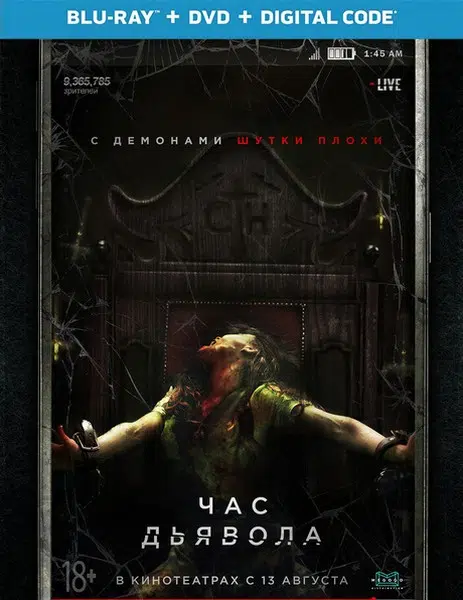 BLU-RAY™ + DVD + DIGITAL CODE*
1:45 AM
9,365,785
зрителей
LIVE
С ДЕМОНАМИ ШУТКИ ПЛОХИ
CH
ЧАС
ДЬЯВОЛА
18+
В КИНОТЕАТРАХ С 13 АВГУСТА